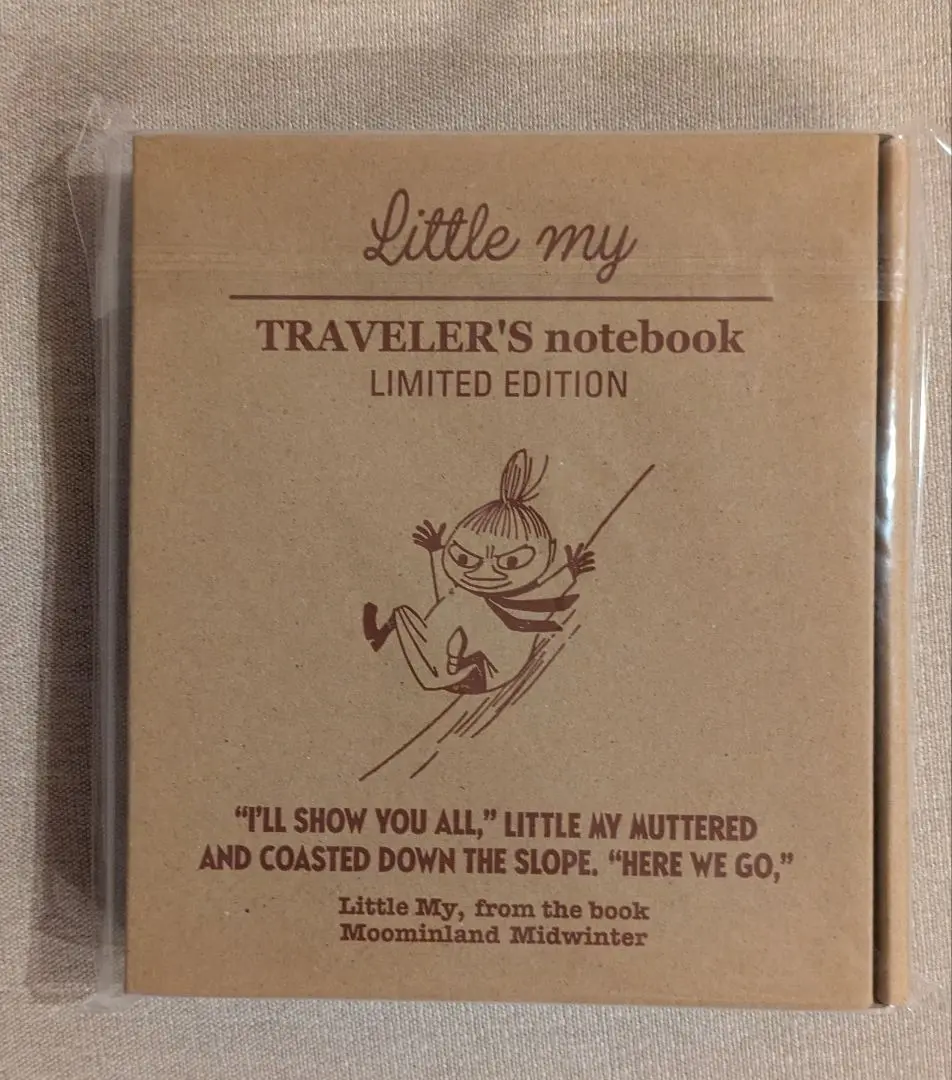 Little my
TRAVELER'S notebook
LIMITED EDITION
“I'LL SHOW YOU ALL,” LITTLE MY MUTTERED
AND COASTED DOWN THE SLOPE. “HERE WE GO,”
Little My, from the book
Moominland Midwinter